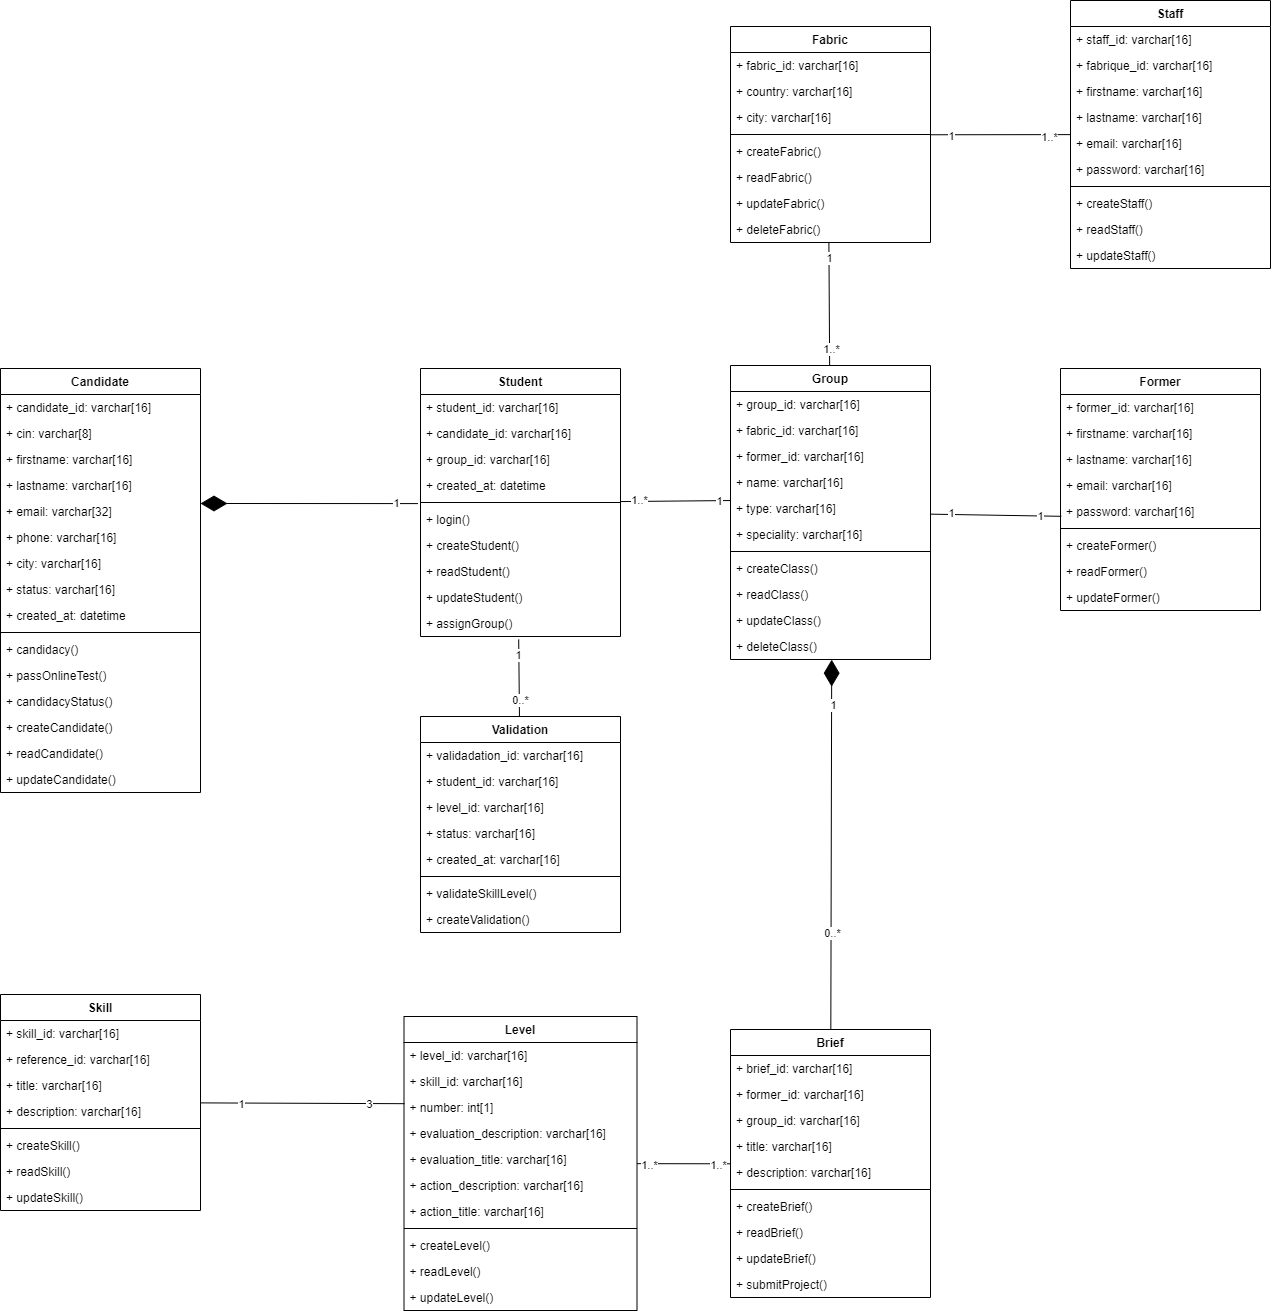 Staff
+ staff_id: varchar[16]
+ fabrique_id: varchar[16]
+ firstname: varchar[16]
+ lastname: varchar[16]
+ email: varchar[16]
+ password: varchar[16]
+ createStaff()
+ readStaff()
+ updateStaff()
Fabric
+ fabric_id: varchar[16]
+ country: varchar[16]
+ city: varchar[16]
+ createFabric()
+ readFabric()
+ updateFabric()
+ deleteFabric()
1
1..*
1
1..*
Candidate
+ candidate_id: varchar[16]
+ cin: varchar[8]
+ firstname: varchar[16]
+ lastname: varchar[16]
+ email: varchar[32]
+ phone: varchar[16]
+ city: varchar[16]
+ status: varchar[16]
+ created_at: datetime
+ candidacy()
+ passOnlineTest()
+ candidacyStatus()
+ createCandidate()
+ readCandidate()
+ updateCandidate()
1
Student
+ student_id: varchar[16]
+ candidate_id: varchar[16]
+ group_id: varchar[16]
+ created_at: datetime
+ login()
+ createStudent()
+ readStudent()
+ updateStudent()
+ assignGroup()
1..*
1
Group
+ group_id: varchar[16]
+ fabric_id: varchar[16]
+ former_id: varchar[16]
+ name: varchar[16]
+ type: varchar[16]
+ speciality: varchar[16]
+ createClass()
+ readClass()
+ updateClass()
+ deleteClass()
1
1
Former
+ former_id: varchar[16]
+ firstname: varchar[16]
+ lastname: varchar[16]
+ email: varchar[16]
+ password: varchar[16]
+ createFormer()
+ readFormer()
+ updateFormer()
1
0..*
Validation
+ validadation_id: varchar[16]
+ student_id: varchar[16]
+ level_id: varchar[16]
+ status: varchar[16]
+ created_at: varchar[16]
+ validateSkillLevel()
+ createValidation()
1
0..*
Skill
+ skill_id: varchar[16]
+ reference_id: varchar[16]
+ title: varchar[16]
+ description: varchar[16]
+ createSkill()
+ readSkill()
+ updateSkill()
1
3
Level
+ level_id: varchar[16]
+ skill_id: varchar[16]
+ number: int[1]
+ evaluation_description: varchar[16]
+ evaluation_title: varchar[16]
+ action_description: varchar[16]
+ action_title: varchar[16]
+ createLevel()
+ readLevel()
+ updateLevel()
1..*
1..*
Brief
+ brief_id: varchar[16]
+ former_id: varchar[16]
+ group_id: varchar[16]
+ title: varchar[16]
+ description: varchar[16]
+ createBrief()
+ readBrief()
+ updateBrief()
+ submitProject()